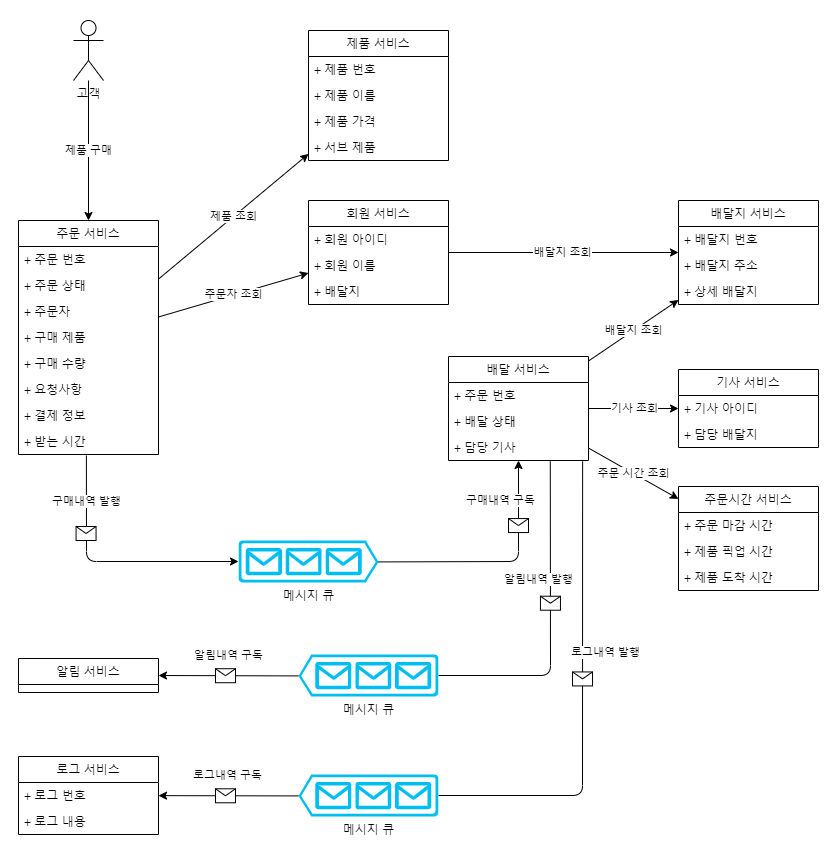 고객
제품 구매
제품 서비스
+ 제품 번호
+ 제품 이름
+ 제품 가격
+ 서브 제품
제품 조회
주문 서비스
+ 주문 번호
+ 주문 상태
+ 주문자
+ 구매 제품
+ 구매 수량
+ 요청사항
+ 결제 정보
+ 받는 시간
주문자 조회
회원 서비스
+ 회원 아이디
+ 회원 이름
+ 배달지
배달지 조회
배달지 서비스
+ 배달지 번호
+ 배달지 주소
+ 상세 배달지
배달지 조회
배달 서비스
+ 주문 번호
+ 배달 상태
+ 담당 기사
기사 조회
기사 서비스
+ 기사 아이디
+ 담당 배달지
주문 시간 조회
주문시간 서비스
+ 주문 마감 시간
+ 제품 픽업 시간
+ 제품 도착 시간
구매내역 발행
구매내역 구독
메시지 큐
알림내역 발행
알림 서비스
알림내역 구독
메시지 큐
로그내역 발행
로그 서비스
+ 로그 번호
+ 로그 내용
로그내역 구독
메시지 큐